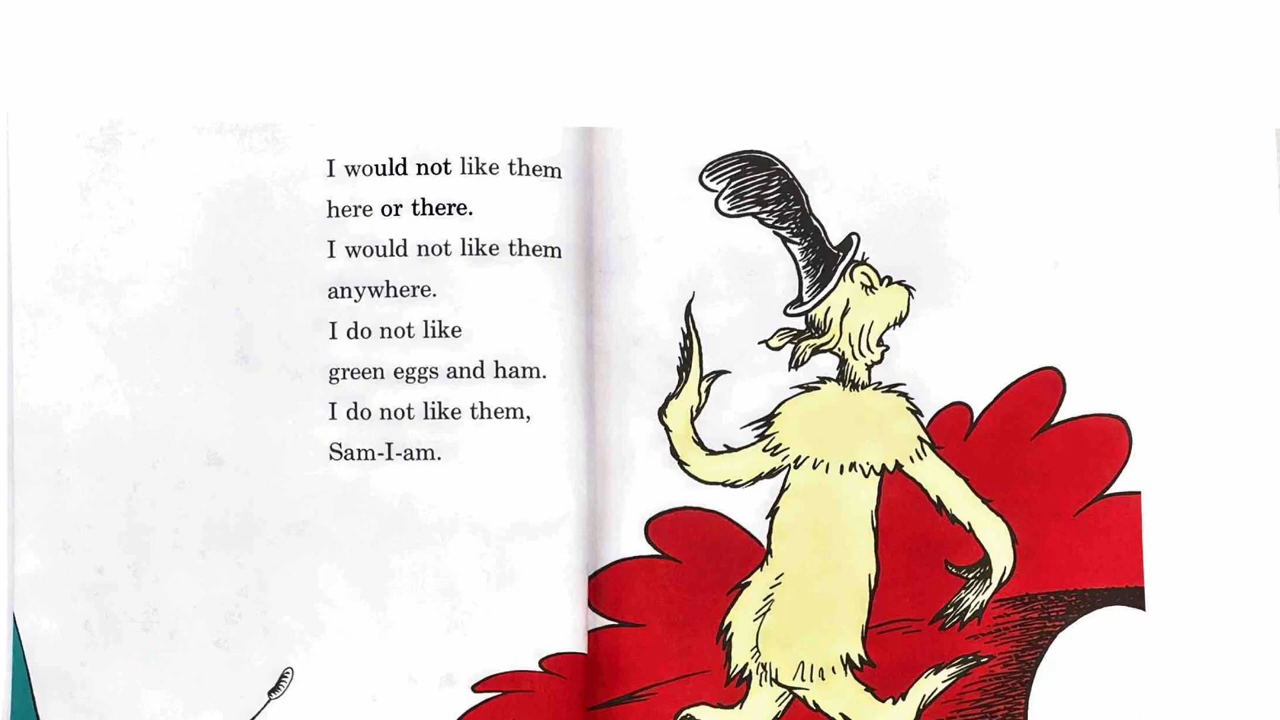 I would not like them
here or there.
I would not like them
anywhere.
I do not like
green eggs and ham.
I do not like them,
Sam-I-am.